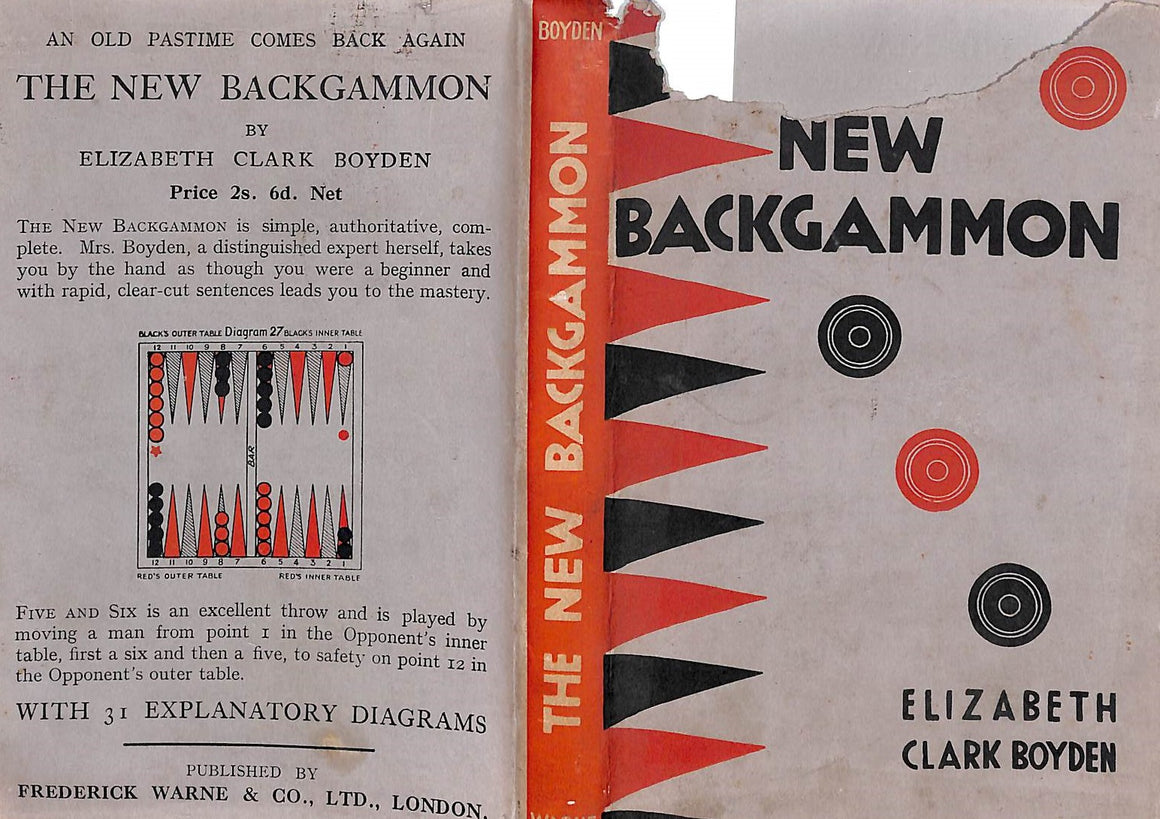 AN OLD PASTIME COMES BACK AGAIN
THE NEW BACKGAMMON
BY
ELIZABETH CLARK BOYDEN
Price 2s. 6d. Net
THE NEW BACKGAMMON is simple, authoritative, com-
plete. Mrs. Boyden, a distinguished expert herself, takes
you by the hand as though you were a beginner and
with rapid, clear-cut sentences leads you to the mastery.
BLACK'S OUTER TABLE Diagram 27 BLACKS INNER TABLE
12 11 10 9 8 7 6 5 4 3 2 1
BAR
12 11 10 9 8 7 6 5 4 3 2 1
RED'S OUTER TABLE RED'S INNER TABLE
FIVE AND SIX is an excellent throw and is played by
moving a man from point 1 in the Opponent's inner
table, first a six and then a five, to safety on point 12 in
the Opponent's outer table.
WITH 31 EXPLANATORY DIAGRAMS
PUBLISHED BY
FREDERICK WARNE & CO., LTD., LONDON.
BOYDEN
THE NEW BACKGAMMON
NEW
BACKGAMMON
ELIZABETH
CLARK BOYDEN